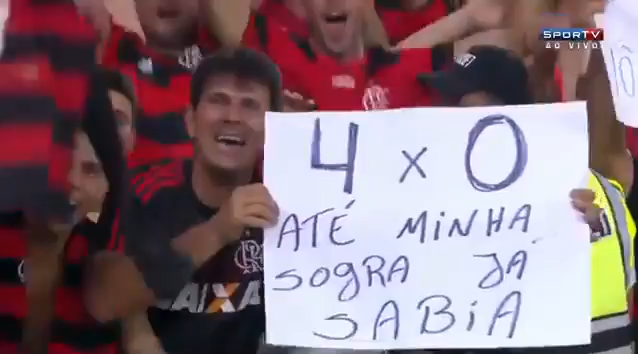 SPORTV
AO VIVO
4 x 0
ATÉ MINHA
SOGRA JÁ
SABIA
CAIXA